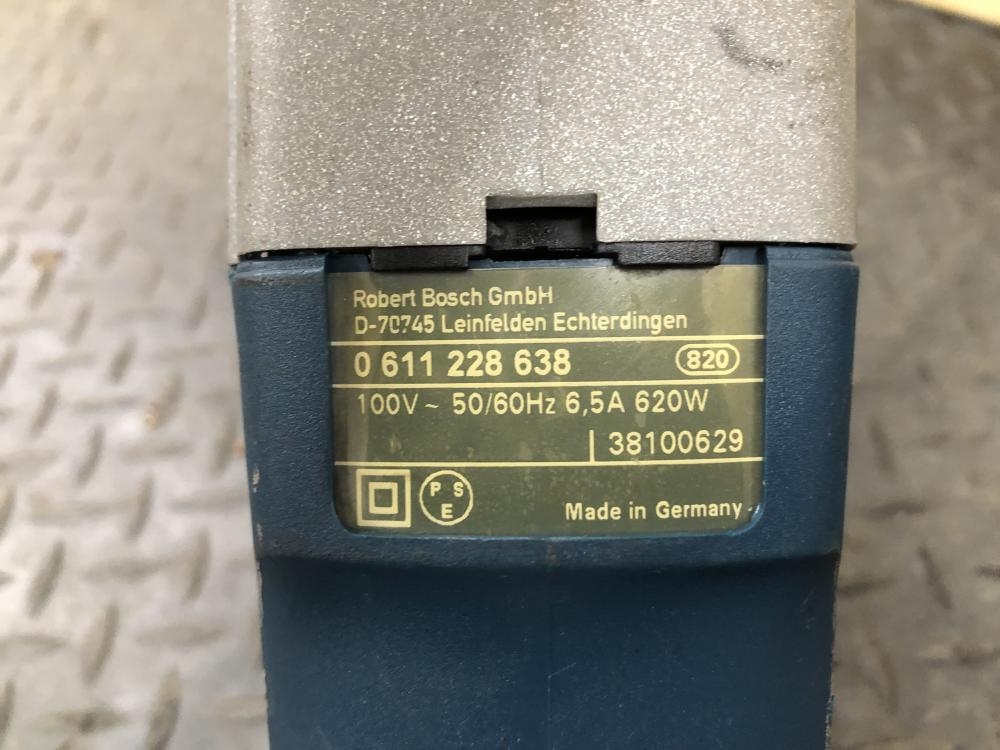 Robert Bosch GmbH
D-70745 Leinfelden Echterdingen
0 611 228 638 820
100V ~ 50/60Hz 6,5A 620W
38100629
P S
E
Made in Germany